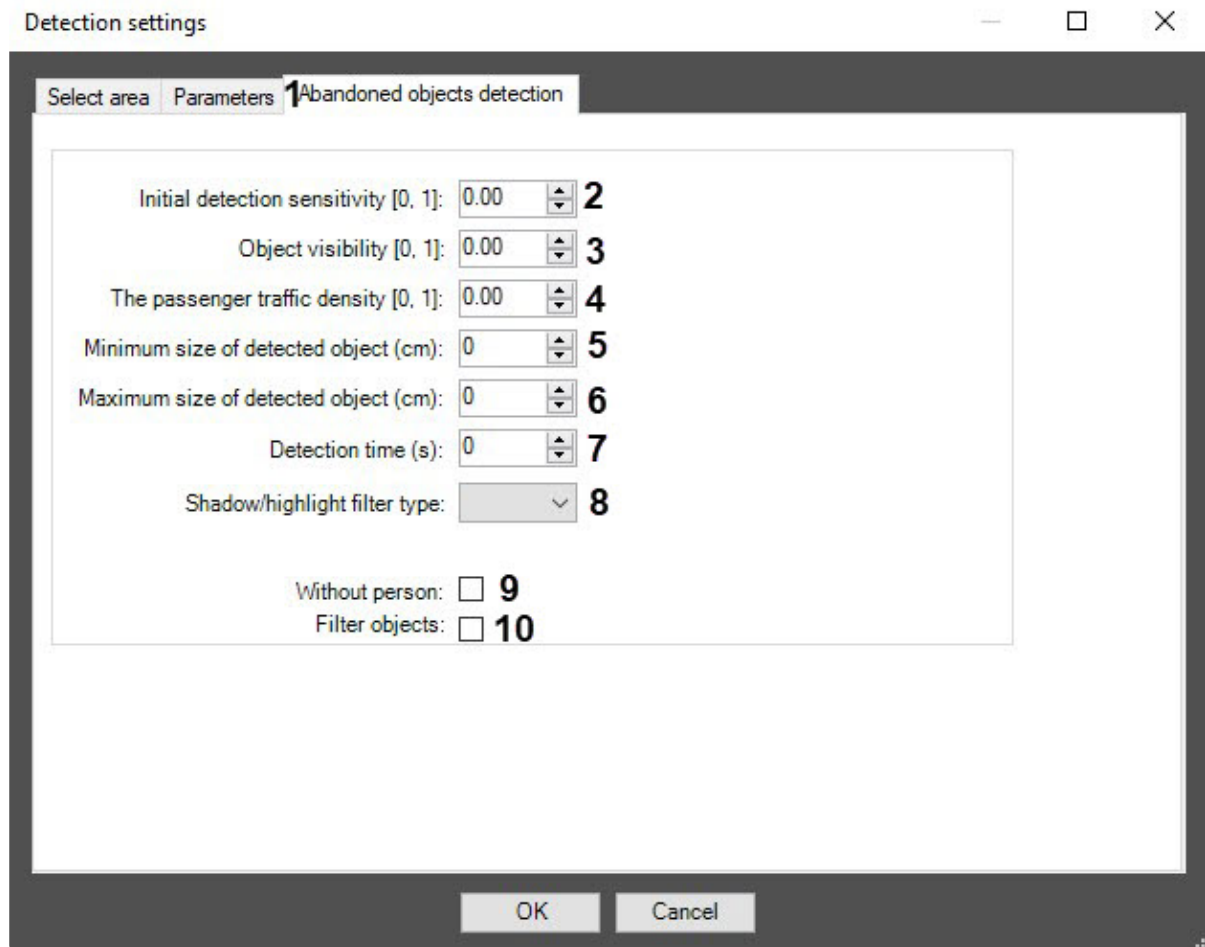 Detection settings
Select area Parameters 1 Abandoned objects detection
Initial detection sensitivity [0, 1]: 0.00 2
Object visibility [0, 1]: 0.00 3
The passenger traffic density [0, 1]: 0.00 4
Minimum size of detected object (cm): 0 5
Maximum size of detected object (cm): 0 6
Detection time (s): 0 7
Shadow/highlight filter type: 8
Without person: 9
Filter objects: 10
OK Cancel